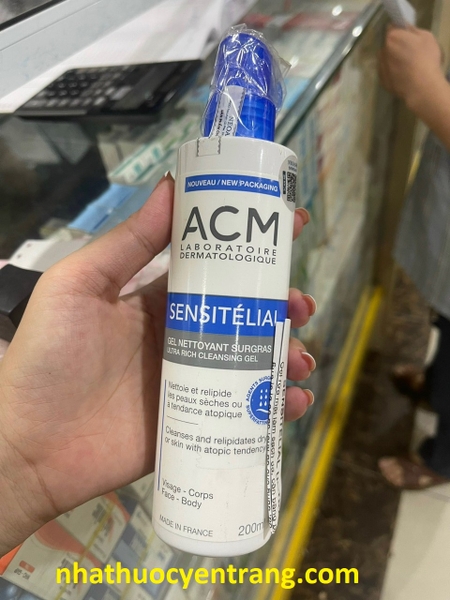 NOUVEAU / NEW PACKAGING
ACM
LABORATOIRE
DERMATOLOGIQUE
SENSITÉLIAL
GEL NETTOYANT SURGRAS
ULTRA RICH CLEANSING GEL
Nettoie et relipide
les peaux sèches ou
à tendance atopique
Cleanses and relipidates dry
or skin with atopic tendency
Visage - Corps
Face - Body
MADE IN FRANCE
200ml
nhathuocyentrang.com